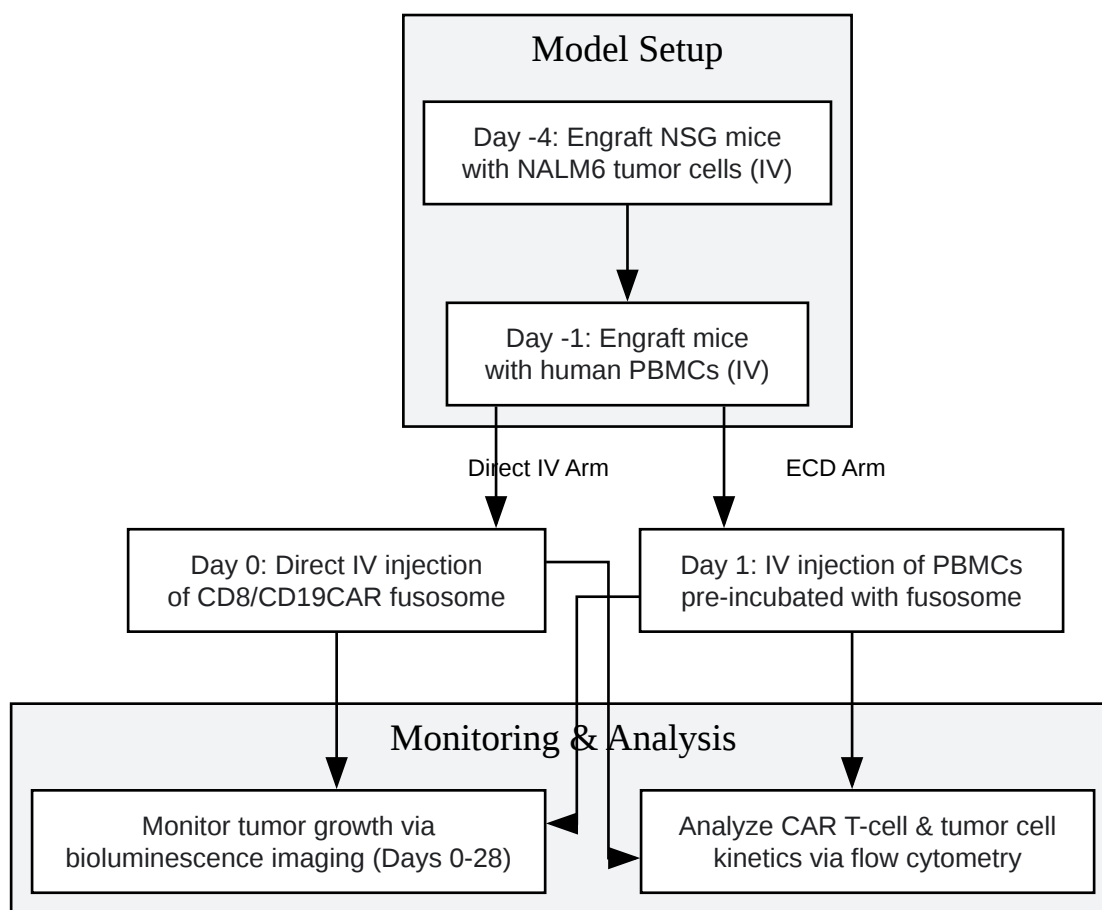 Model Setup
Day -4: Engraft NSG mice
with NALM6 tumor cells (IV)
Day -1: Engraft mice
with human PBMCs (IV)
Direct IV Arm
ECD Arm
Day 0: Direct IV injection
of CD8/CD19CAR fusosome
Day 1: IV injection of PBMCs
pre-incubated with fusosome
Monitoring & Analysis
Monitor tumor growth via
bioluminescence imaging (Days 0-28)
Analyze CAR T-cell & tumor cell
kinetics via flow cytometry